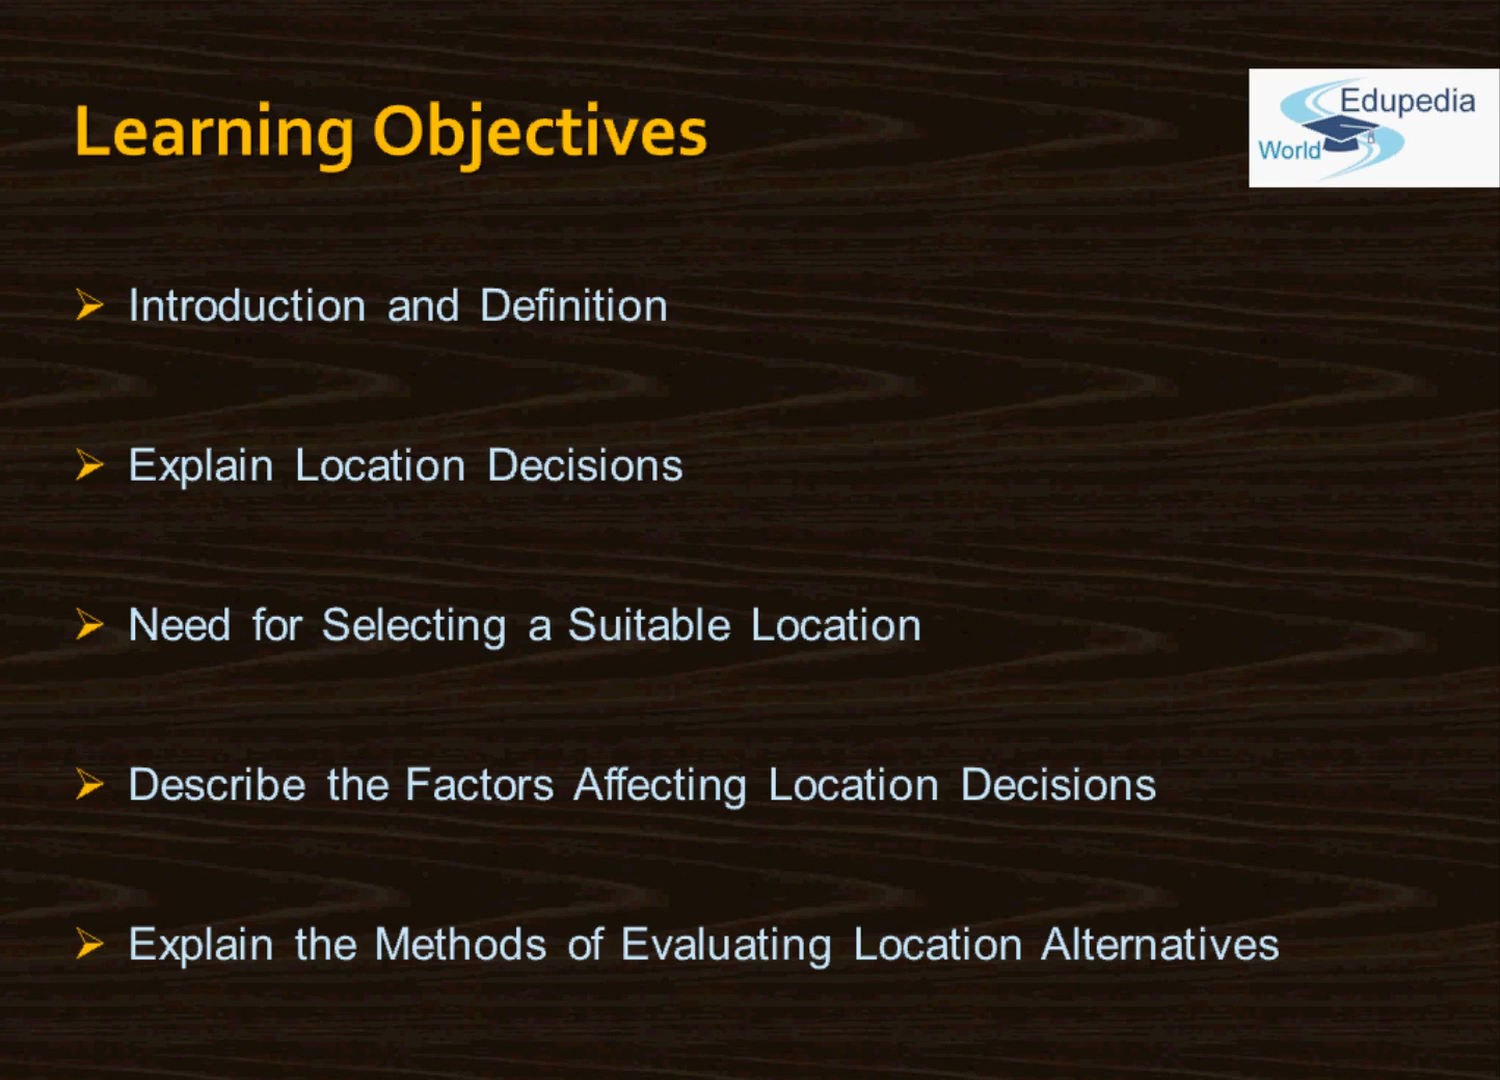 Learning Objectives
Edupedia
World
Introduction and Definition
Explain Location Decisions
Need for Selecting a Suitable Location
Describe the Factors Affecting Location Decisions
Explain the Methods of Evaluating Location Alternatives